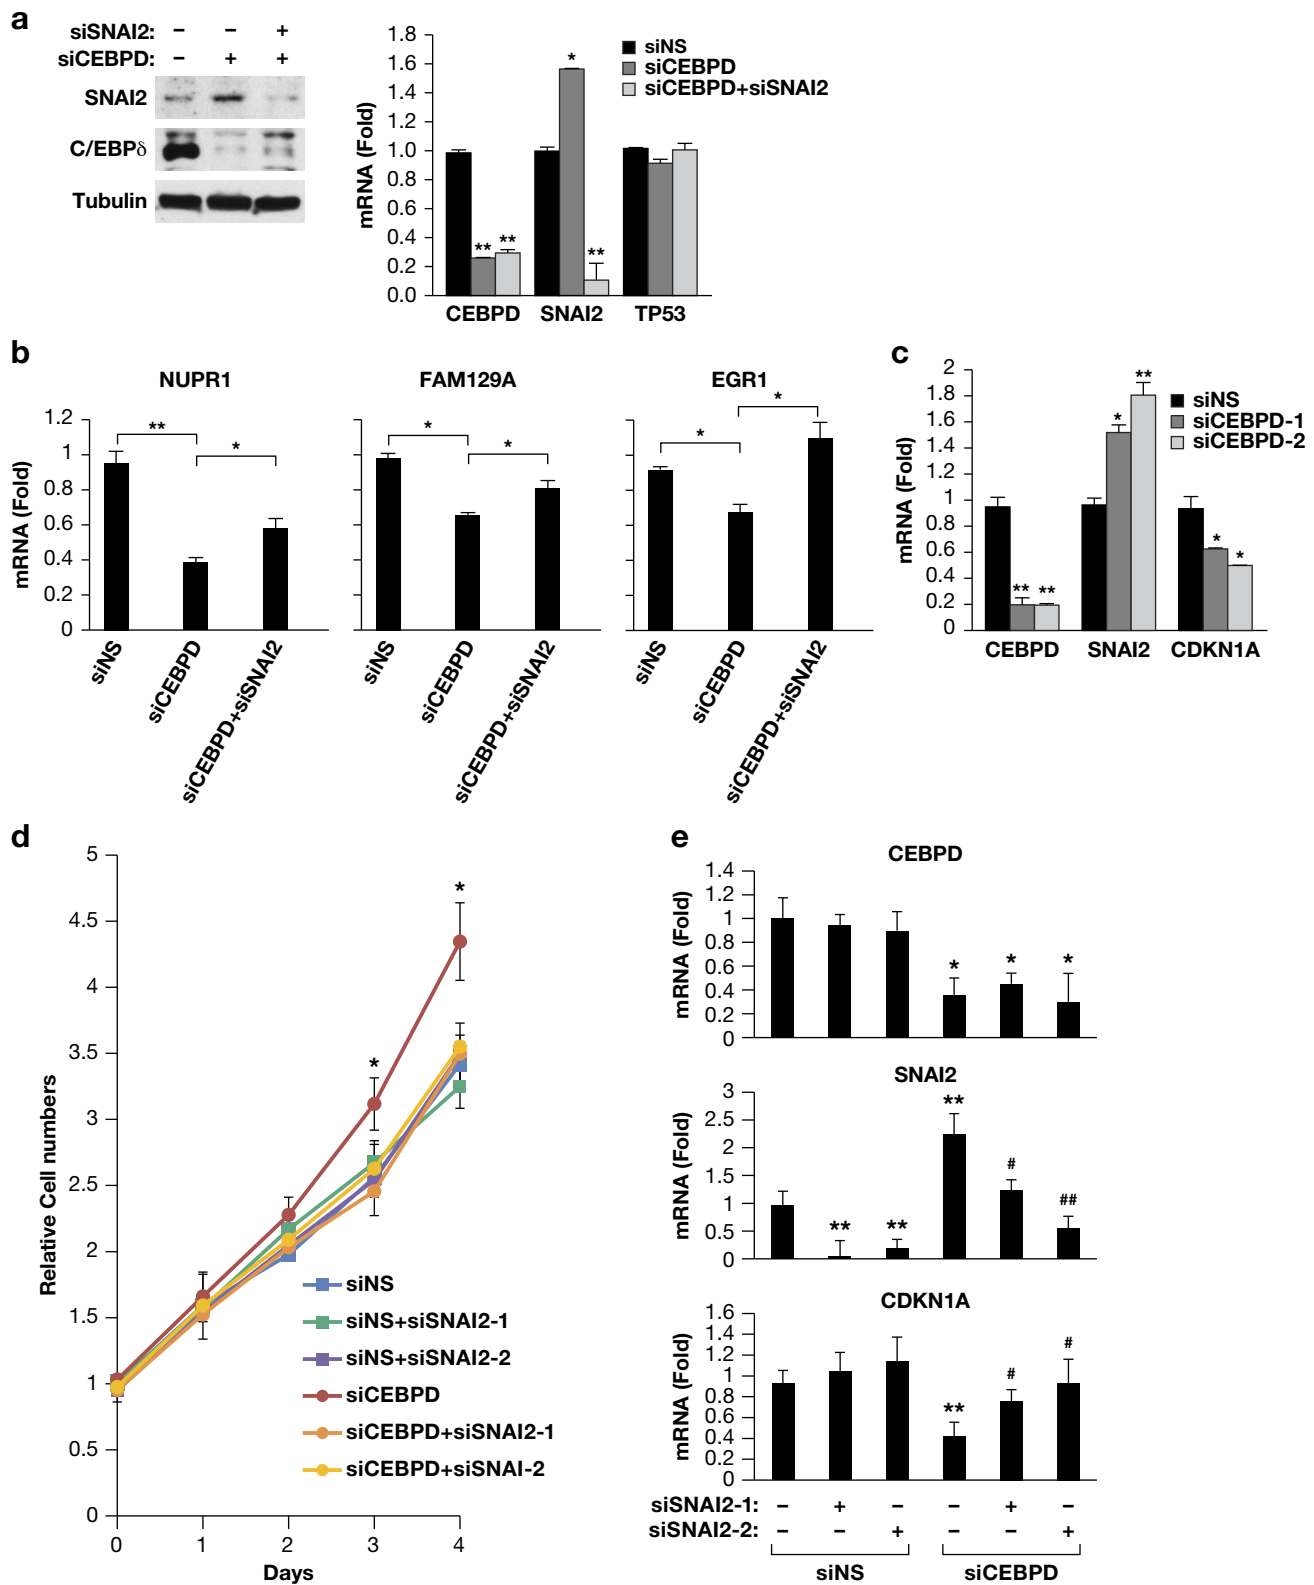 a
siSNAI2: – – +
siCEBPD: – + +
SNAI2
C/EBPδ
Tubulin
mRNA (Fold)
1.8
1.6
1.4
1.2
1.0
0.8
0.6
0.4
0.2
0.0
*
** **
**
siNS
siCEBPD
siCEBPD+siSNAI2
CEBPD SNAI2 TP53
b
NUPR1 FAM129A EGR1
mRNA (Fold)
1.2
1
0.8
0.6
0.4
0.2
0
** *
* *
* *
siNS siCEBPD siCEBPD+siSNAI2
siNS siCEBPD siCEBPD+siSNAI2
siNS siCEBPD siCEBPD+siSNAI2
c
mRNA (Fold)
2
1.8
1.6
1.4
1.2
1
0.8
0.6
0.4
0.2
0
** **
* **
* *
siNS
siCEBPD-1
siCEBPD-2
CEBPD SNAI2 CDKN1A
d
Relative Cell numbers
5
4.5
4
3.5
3
2.5
2
1.5
1
0.5
0
*
*
siNS
siNS+siSNAI2-1
siNS+siSNAI2-2
siCEBPD
siCEBPD+siSNAI2-1
siCEBPD+siSNAI-2
0 1 2 3 4
Days
e
CEBPD
mRNA (Fold)
1.4
1.2
1
0.8
0.6
0.4
0.2
0
* * *
SNAI2
mRNA (Fold)
3
2.5
2
1.5
1
0.5
0
** ** ** # ##
CDKN1A
mRNA (Fold)
1.6
1.4
1.2
1
0.8
0.6
0.4
0.2
0
** # #
siSNAI2-1: – + – – + –
siSNAI2-2: – – + – – +
siNS siCEBPD